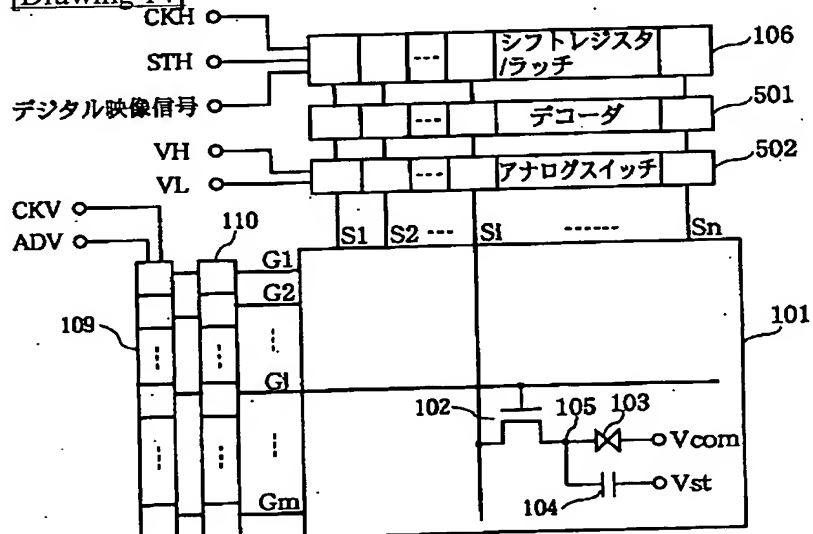 [Drawing 14]
CKH
STH
デジタル映像信号
VH
VL
CKV
ADV
シフトレジスタ
/ラッチ
106
デコーダ
501
アナログスイッチ
502
S1 S2 --- Si ------ Sn
110
G1
G2
109
Gi
Gm
101
102
105
103
Vcom
104
Vst